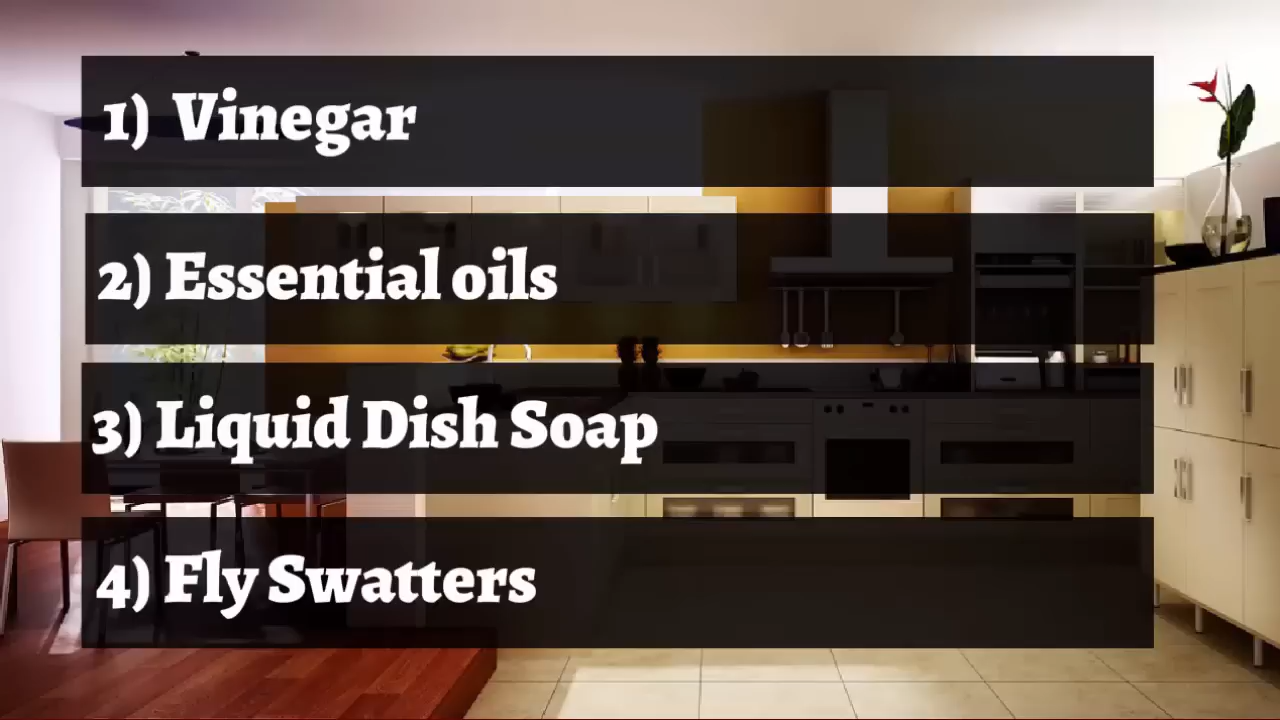 1) Vinegar
2) Essential oils
3) Liquid Dish Soap
4) Fly Swatters